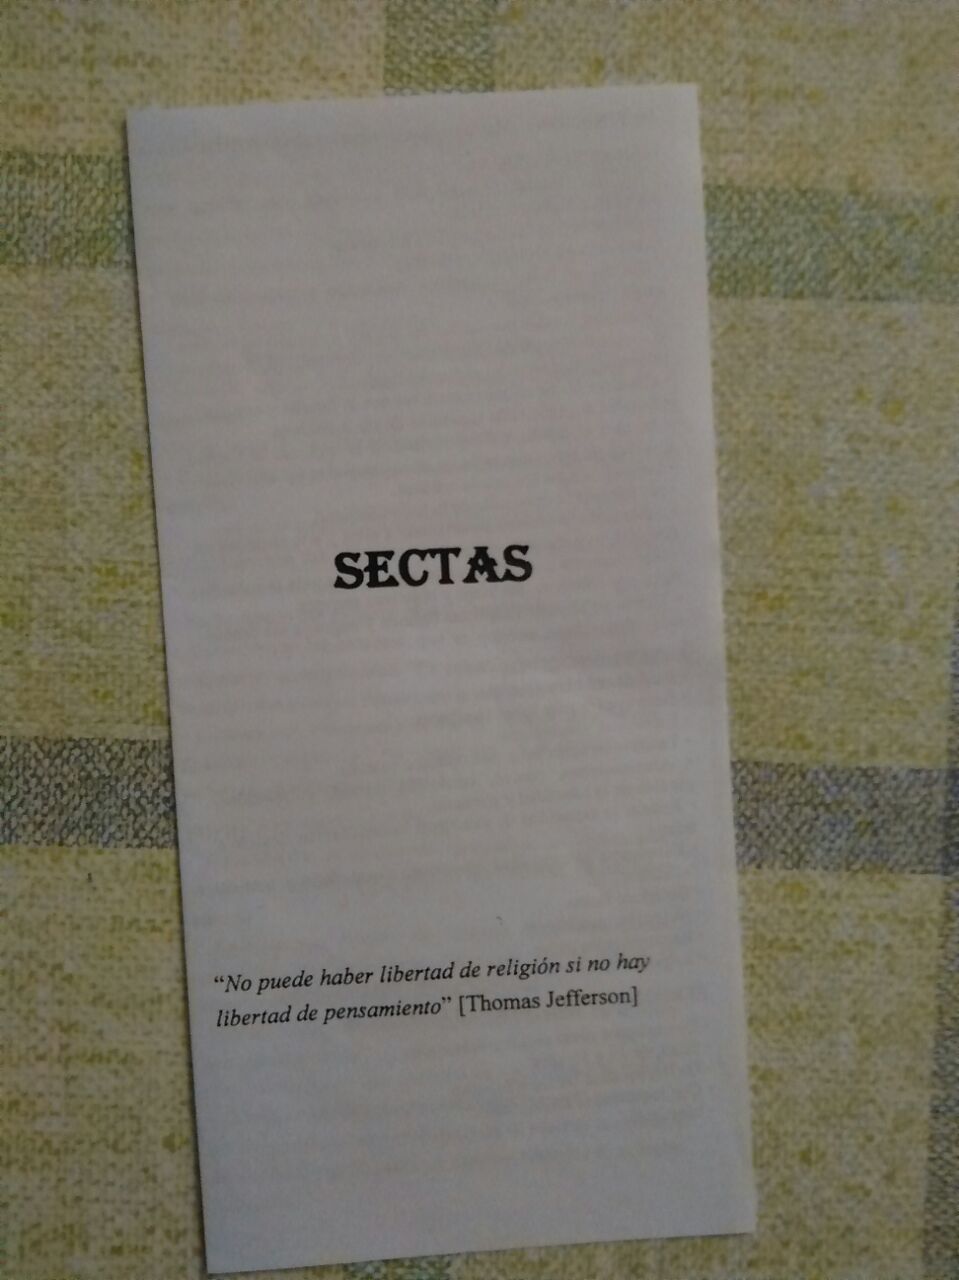 SECTAS
“No puede haber libertad de religión si no hay
libertad de pensamiento” [Thomas Jefferson]